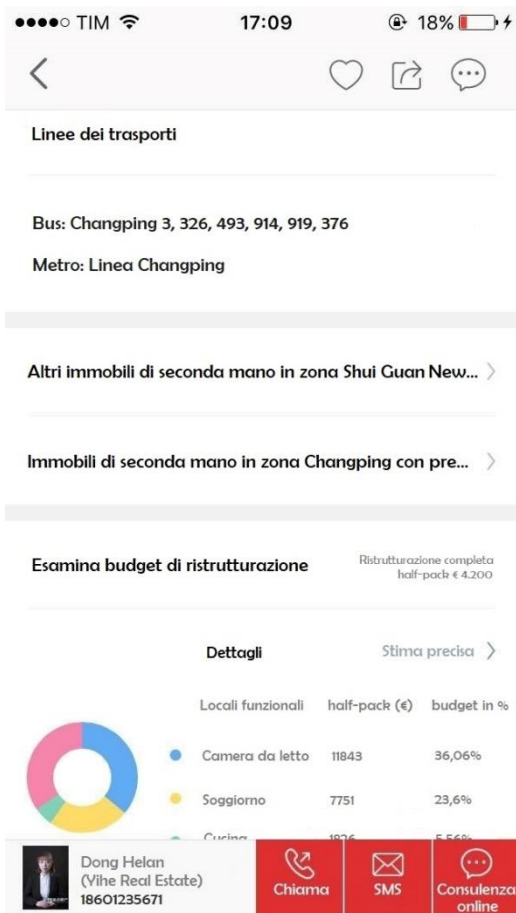 TIM 17:09 18%
Linee dei trasporti
Bus: Changping 3, 326, 493, 914, 919, 376
Metro: Linea Changping
Altri immobili di seconda mano in zona Shui Guan New...
Immobili di seconda mano in zona Changping con pre...
Esamina budget di ristrutturazione
Ristrutturazione completa
half-pack € 4.200
Dettagli
Stima precisa
Locali funzionali half-pack (€) budget in %
Camera da letto 11843 36,06%
Soggiorno 7751 23,6%
Cucina 1826 5,56%
Dong Helan
(Yihe Real Estate)
18601235671
Chiama
SMS
Consulenza
online